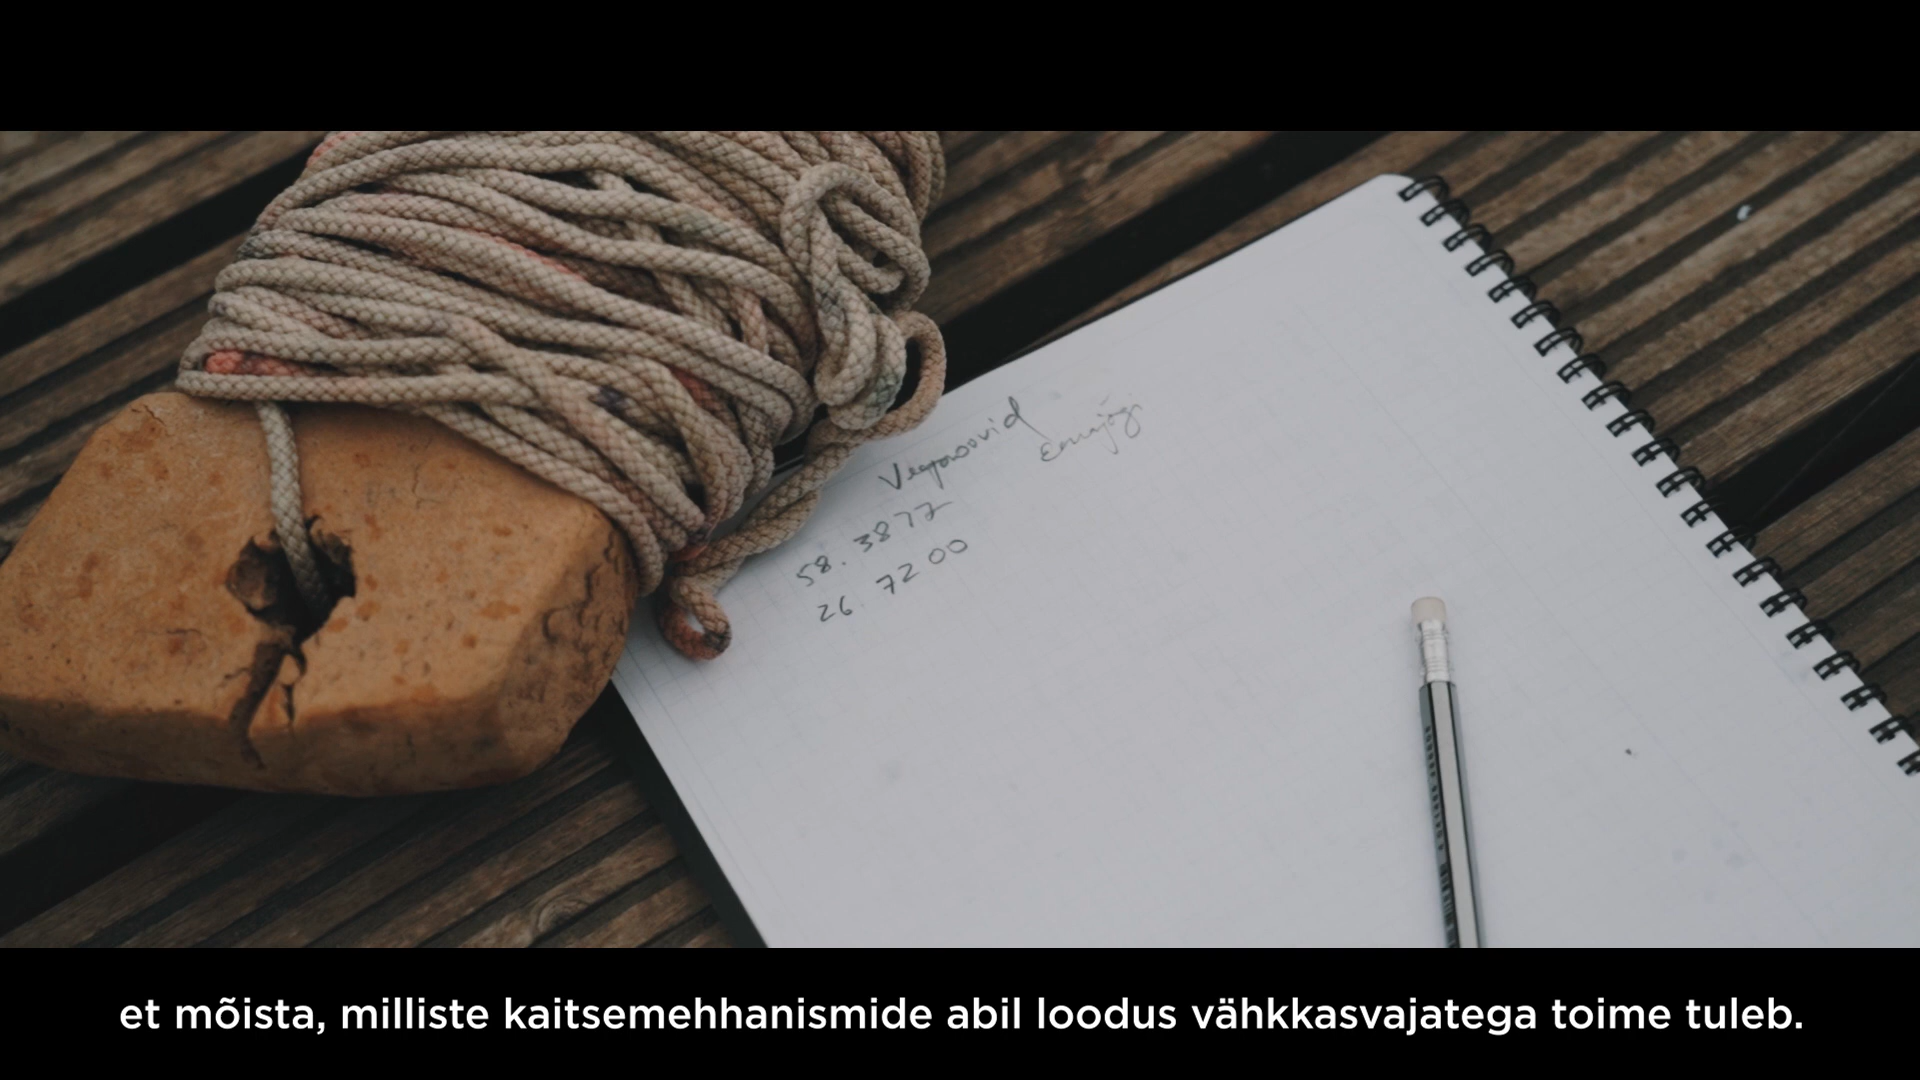 Veeproovid
Emajõgi
58. 3877
26. 7200
et mõista, milliste kaitsemehhanismide abil loodus vähkkasvajatega toime tuleb.